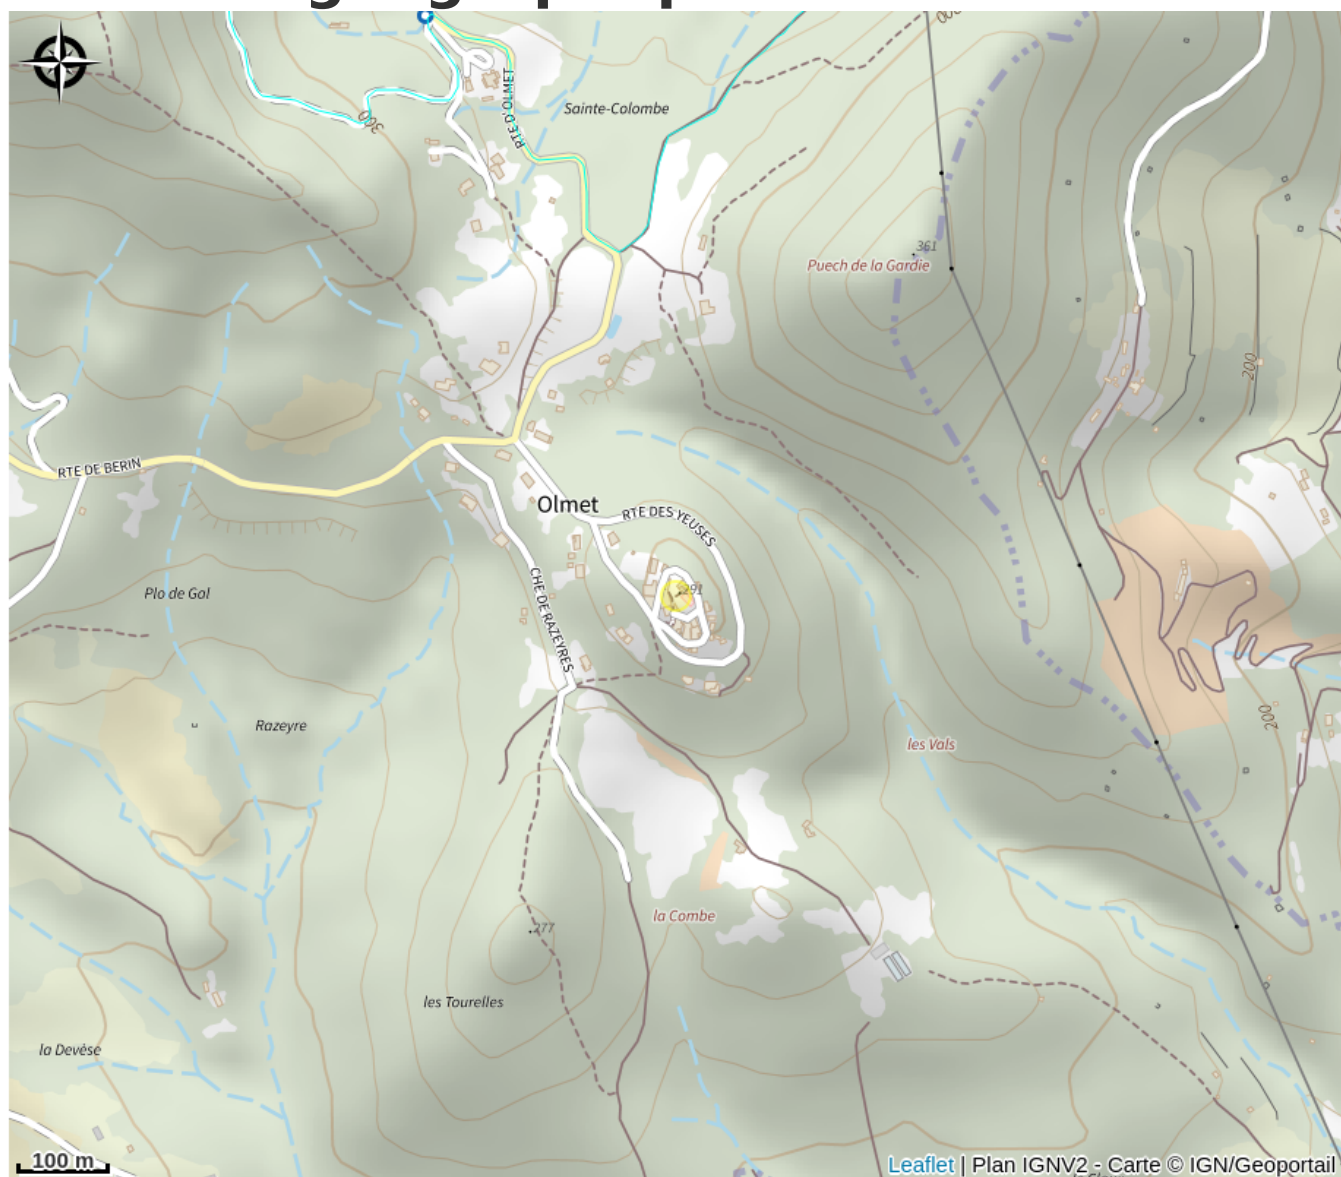 300
Sainte-Colombe
RTE D'OLMET
361
Puech de la Gardie
200
RTE DE BERIN
Olmet
RTE DES YEUSES
291
Plo de Gal
CHE DE RAZEYRES
200
Razeyre
les Vals
la Combe
277
les Tourelles
la Devèse
100 m
Leaflet | Plan IGNV2 - Carte © IGN/Geoportail